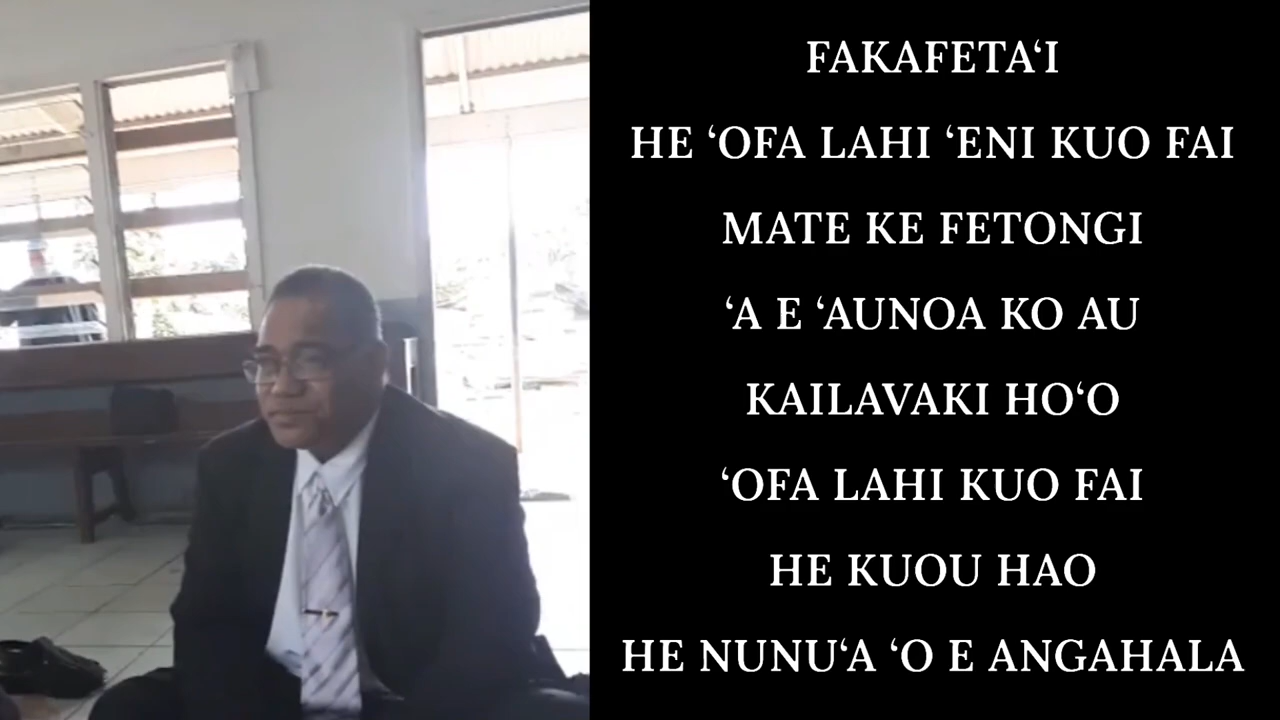 FAKAFETA‘I
HE ‘OFA LAHI ‘ENI KUO FAI
MATE KE FETONGI
‘A E ‘AUNOA KO AU
KAILAVAKI HO‘O
‘OFA LAHI KUO FAI
HE KUOU HAO
HE NUNU‘A ‘O E ANGAHALA